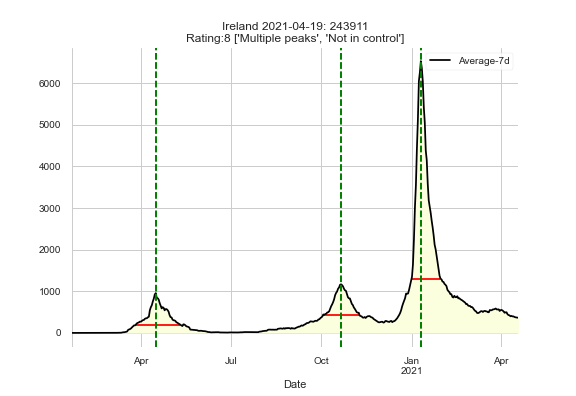 Ireland 2021-04-19: 243911
Rating:8 ['Multiple peaks', 'Not in control']
Average-7d
6000
5000
4000
3000
2000
1000
0
Apr
Jul
Oct
Jan
2021
Apr
Date